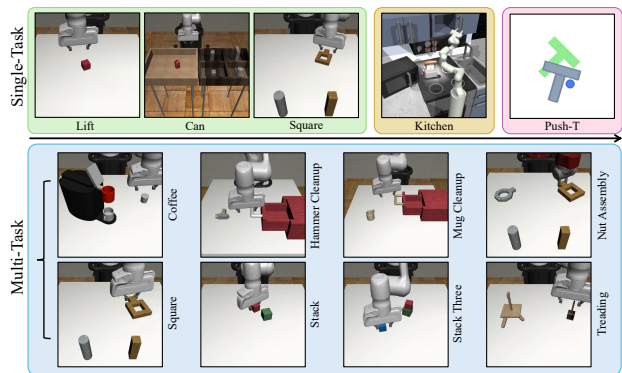 Single-Task
Lift
Can
Square
Kitchen
Push-T
Multi-Task
Coffee
Hammer Cleanup
Mug Cleanup
Nut Assembly
Square
Stack
Stack Three
Treading